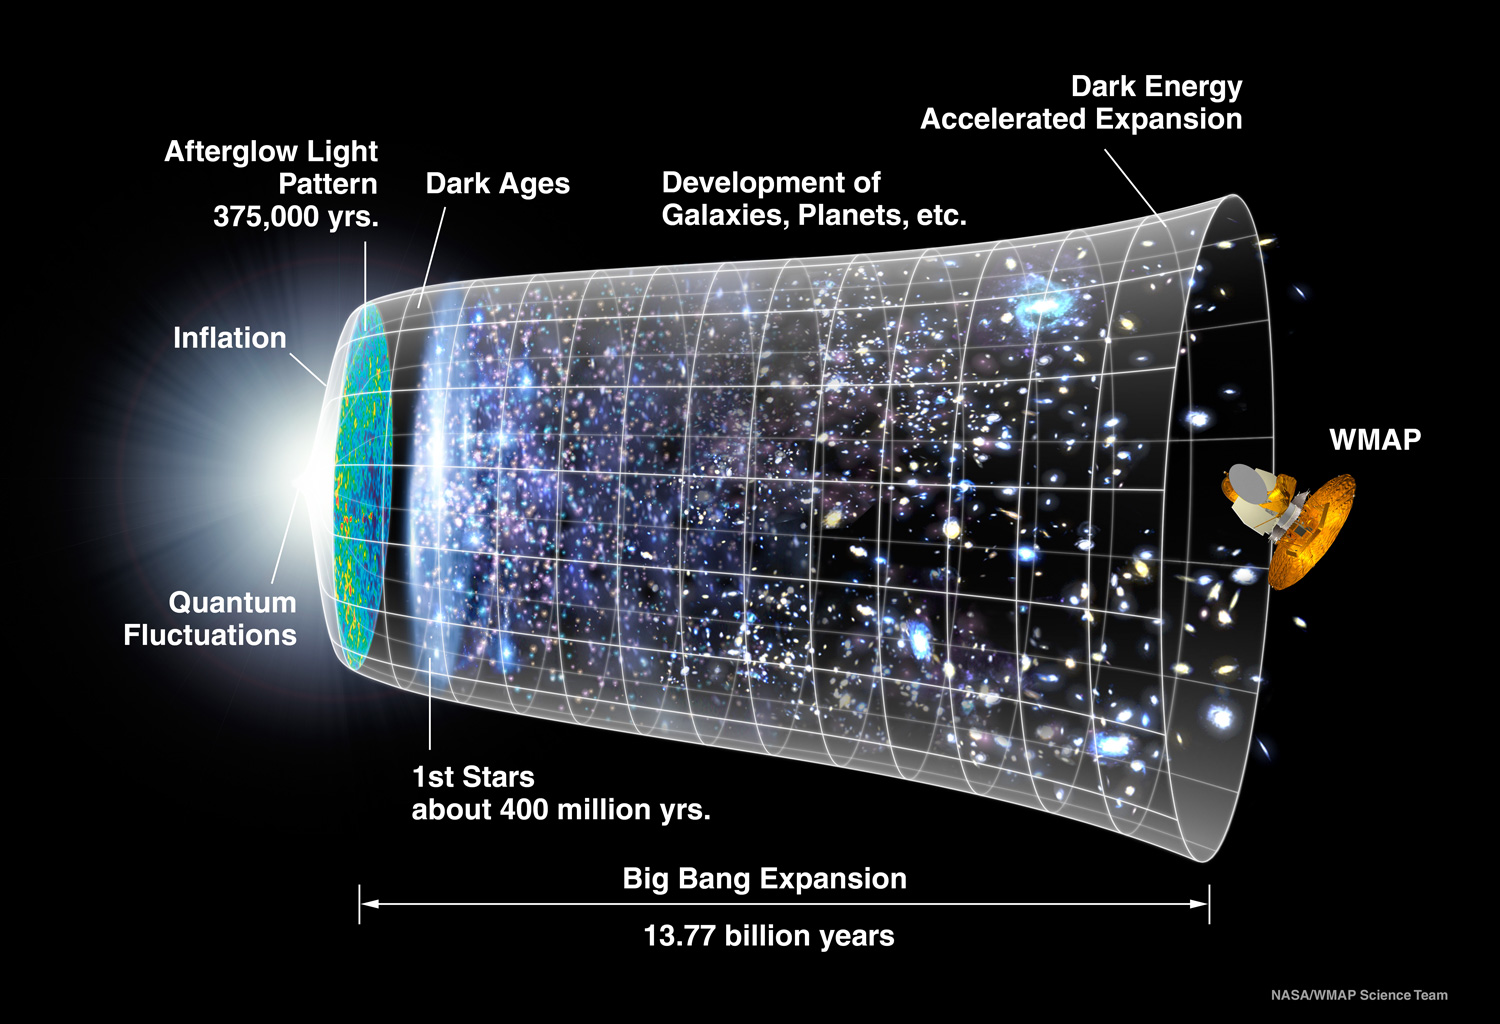 Dark Energy
Accelerated Expansion
Afterglow Light
Pattern
375,000 yrs.
Dark Ages
Development of
Galaxies, Planets, etc.
Inflation
WMAP
Quantum
Fluctuations
1st Stars
about 400 million yrs.
Big Bang Expansion
13.77 billion years
NASA/WMAP Science Team